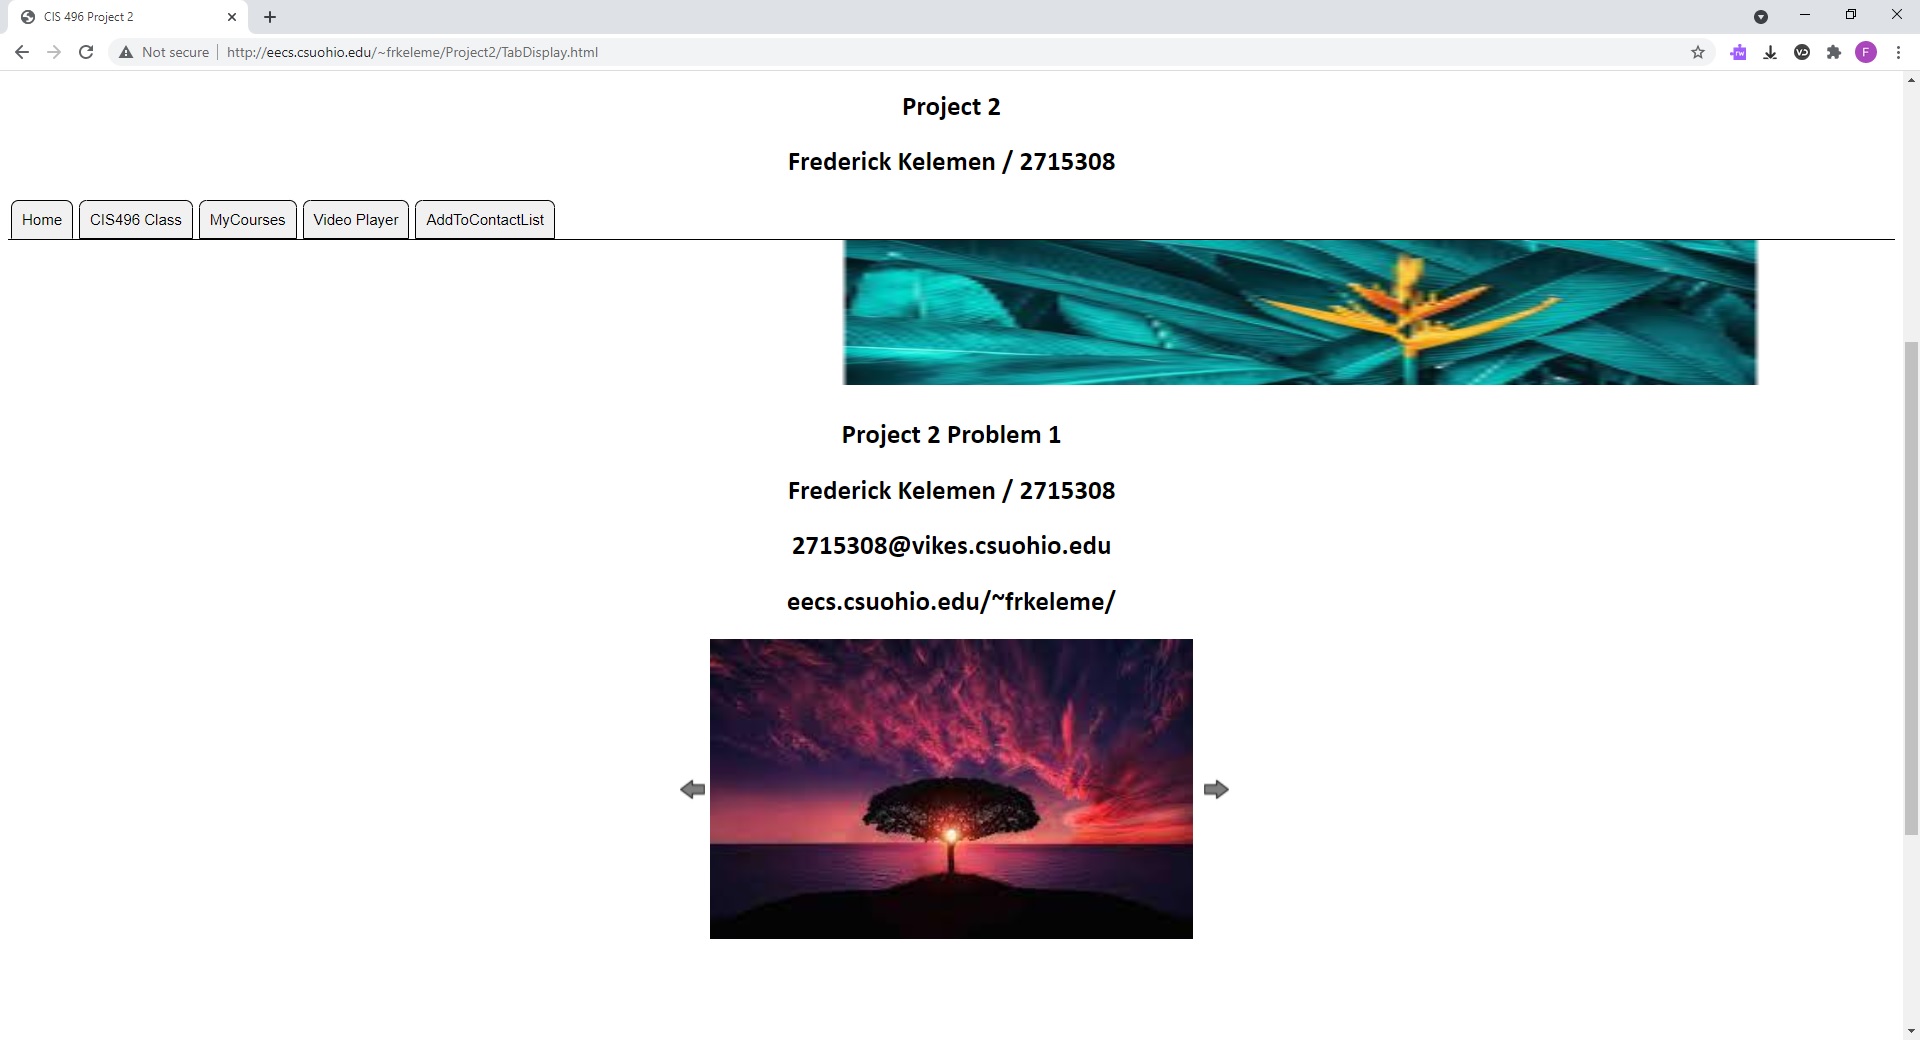 CIS 496 Project 2
Not secure
http://eecs.csuohio.edu/~frkeleme/Project2/TabDisplay.html
rw
VD
F
Project 2
Frederick Kelemen / 2715308
Home
CIS496 Class
MyCourses
Video Player
AddToContactList
Project 2 Problem 1
Frederick Kelemen / 2715308
2715308@vikes.csuohio.edu
eecs.csuohio.edu/~frkeleme/